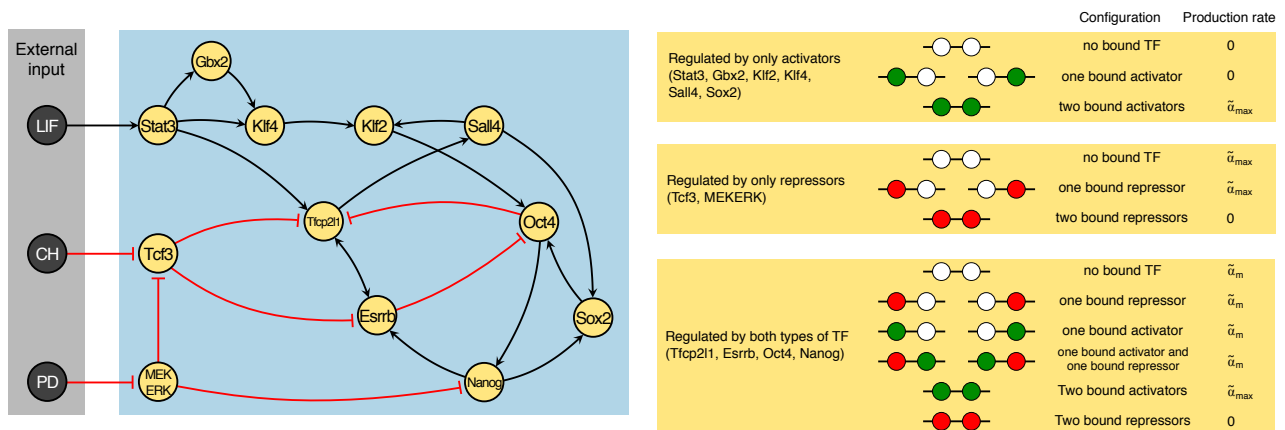 External
input
LIF
CH
PD
Gbx2
Stat3
Klf4
Klf2
Sall4
Tfcp2l1
Oct4
Tcf3
Esrrb
Sox2
MEK
ERK
Nanog
Configuration Production rate
Regulated by only activators
(Stat3, Gbx2, Klf2, Klf4,
Sall4, Sox2)
no bound TF 0
one bound activator 0
two bound activators α̃max
Regulated by only repressors
(Tcf3, MEKERK)
no bound TF α̃max
one bound repressor α̃max
two bound repressors 0
Regulated by both types of TF
(Tfcp2l1, Esrrb, Oct4, Nanog)
no bound TF α̃m
one bound repressor α̃m
one bound activator α̃m
one bound activator and
one bound repressor α̃m
Two bound activators α̃max
Two bound repressors 0